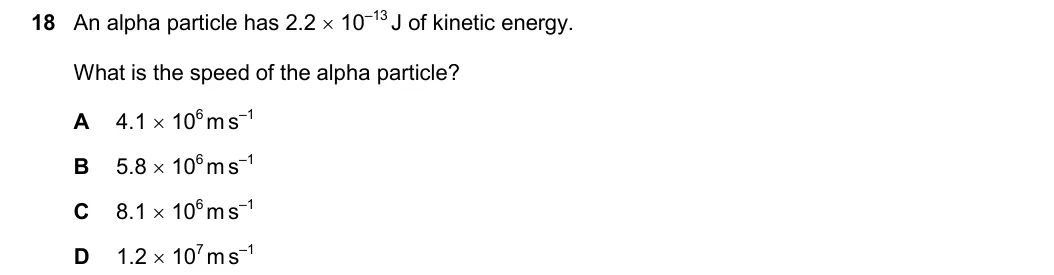 18 An alpha particle has 2.2 × 10⁻¹³ J of kinetic energy.
What is the speed of the alpha particle?
A 4.1 × 10⁶ m s⁻¹
B 5.8 × 10⁶ m s⁻¹
C 8.1 × 10⁶ m s⁻¹
D 1.2 × 10⁷ m s⁻¹